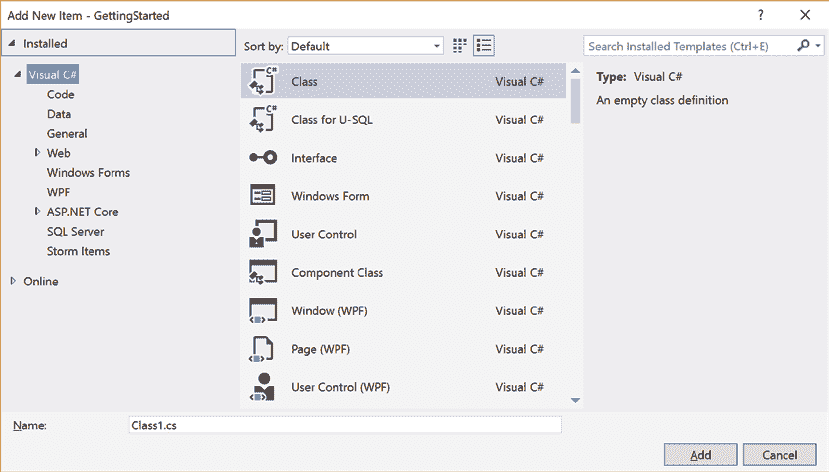 Add New Item - GettingStarted
? X
Installed
Sort by: Default
Search Installed Templates (Ctrl+E)
Visual C#
Code
Data
General
Web
Windows Forms
WPF
ASP.NET Core
SQL Server
Storm Items
Online
C# Class Visual C#
C# Class for U-SQL Visual C#
Interface Visual C#
Windows Form Visual C#
User Control Visual C#
Component Class Visual C#
Window (WPF) Visual C#
Page (WPF) Visual C#
User Control (WPF) Visual C#
Type: Visual C#
An empty class definition
Name: Class1.cs
Add Cancel